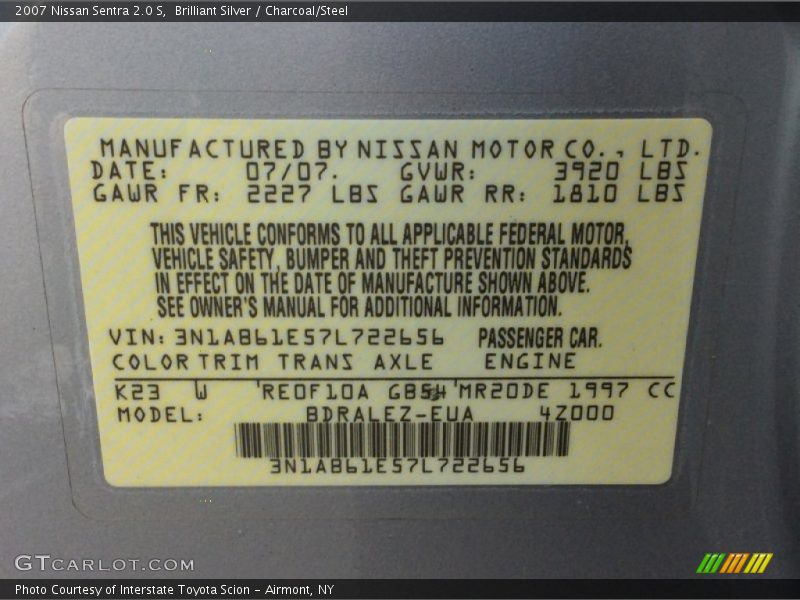 2007 Nissan Sentra 2.0 S,  Brilliant Silver / Charcoal/Steel
MANUFACTURED BY NISSAN MOTOR CO., LTD.
DATE: 07/07. GVWR: 3920 LBS
GAWR FR: 2227 LBS GAWR RR: 1810 LBS
THIS VEHICLE CONFORMS TO ALL APPLICABLE FEDERAL MOTOR
VEHICLE SAFETY, BUMPER AND THEFT PREVENTION STANDARDS
IN EFFECT ON THE DATE OF MANUFACTURE SHOWN ABOVE.
SEE OWNER'S MANUAL FOR ADDITIONAL INFORMATION.
VIN: 3N1AB61E57L722656 PASSENGER CAR.
COLOR TRIM TRANS AXLE ENGINE
K23 W RE0F10A MR20DE 1997 CC
MODEL: BDRALEZ-EUA 4Z000
3N1AB61E57L722656
GTCARLOT.COM
Photo Courtesy of Interstate Toyota Scion – Airmont, NY